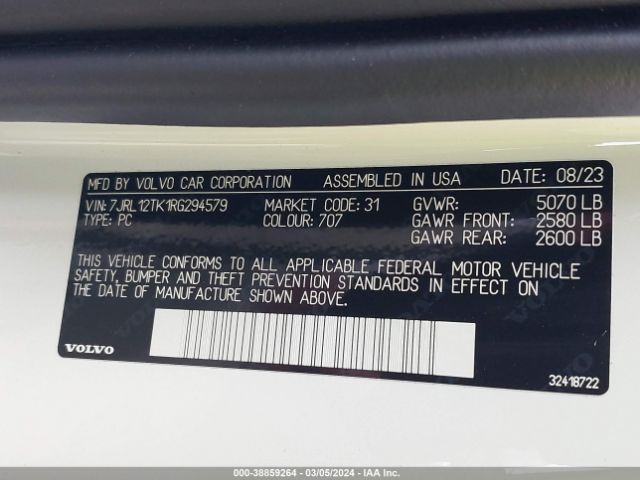 MFD BY VOLVO CAR CORPORATION ASSEMBLED IN USA DATE: 08/23
VIN: 7JRL12TK1RG294579 MARKET CODE: 31 GVWR: 5070 LB
TYPE: PC COLOUR: 707 GAWR FRONT: 2580 LB
GAWR REAR: 2600 LB
THIS VEHICLE CONFORMS TO ALL APPLICABLE FEDERAL MOTOR VEHICLE
SAFETY, BUMPER AND THEFT PREVENTION STANDARDS IN EFFECT ON
THE DATE OF MANUFACTURE SHOWN ABOVE.
VOLVO 32418722
000-38859264 - 03/05/2024 - IAA Inc.